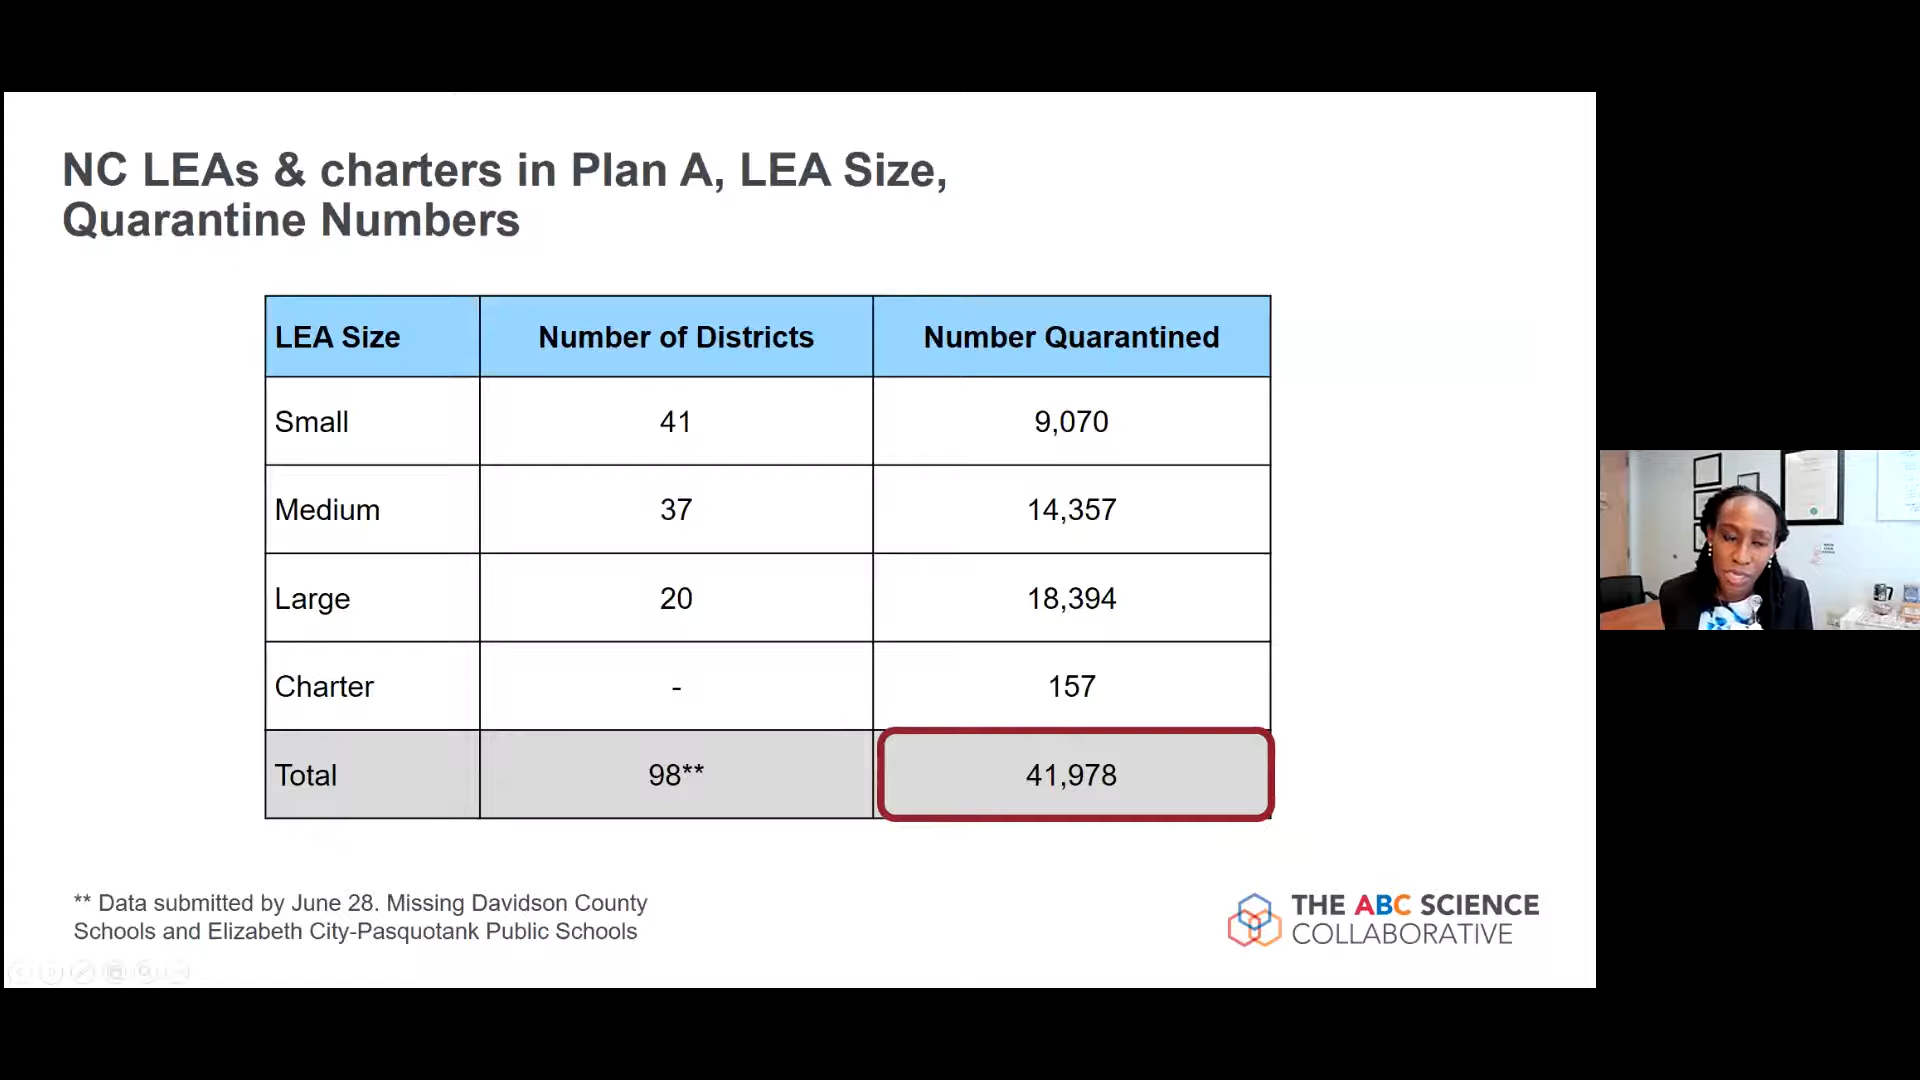 NC LEAs & charters in Plan A, LEA Size,
Quarantine Numbers
LEA Size Number of Districts Number Quarantined
Small 41 9,070
Medium 37 14,357
Large 20 18,394
Charter - 157
Total 98** 41,978
** Data submitted by June 28. Missing Davidson County
Schools and Elizabeth City-Pasquotank Public Schools
THE ABC SCIENCE
COLLABORATIVE